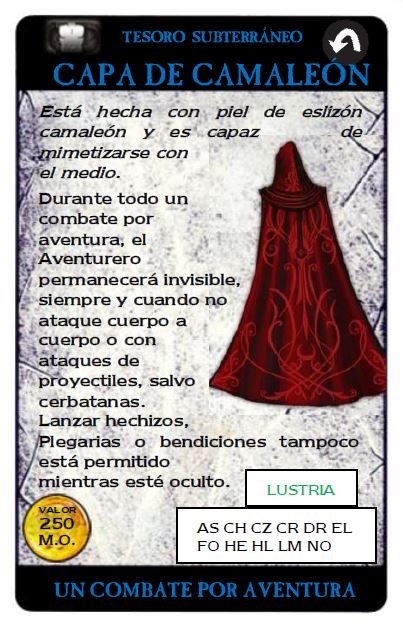 TESORO SUBTERRÁNEO
CAPA DE CAMALEÓN
Está hecha con piel de eslizón
camaleón y es capaz de
mimetizarse con
el medio.
Durante todo un
combate por
aventura, el
Aventurero
permanecerá invisible,
siempre y cuando no
ataque cuerpo a
cuerpo o con
ataques de
proyectiles, salvo
cerbatanas.
Lanzar hechizos,
Plegarias o bendiciones tampoco
está permitido
mientras esté oculto.
LUSTRIA
VALOR
250
M.O.
AS CH CZ CR DR EL
FO HE HL LM NO
UN COMBATE POR AVENTURA